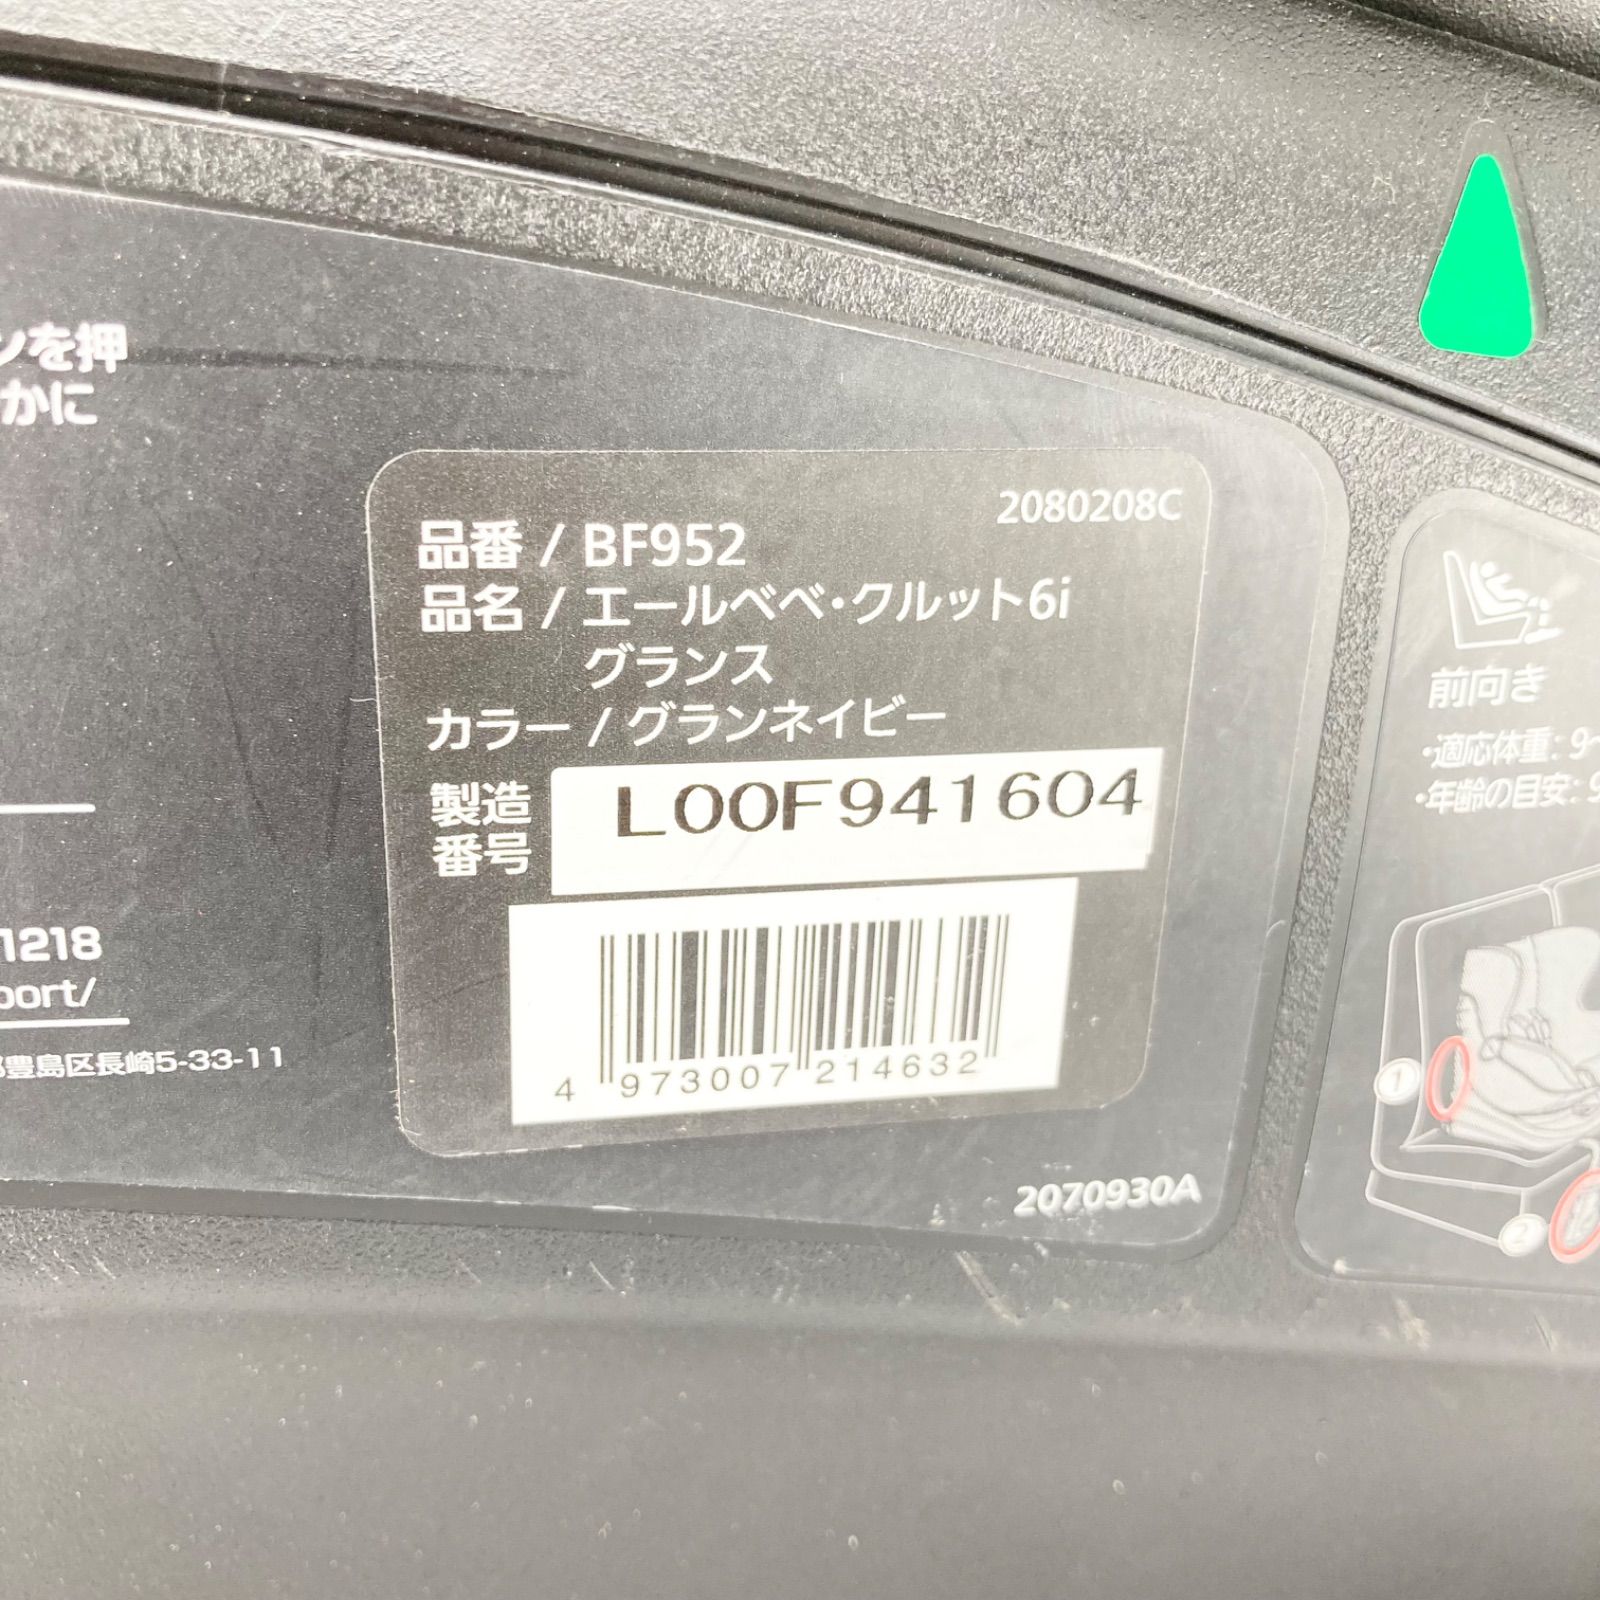 ンを押
かに
1218
port/
豊島区長崎5-33-11
2080208C
品番 / BF952
品名 / エールベベ・クルット6i
グランス
カラー / グランネイビー
製造
番号
L00F941604
4 973007 214632
2070930A
前向き
・適応体重: 9~
・年齢の目安: 9
1
2